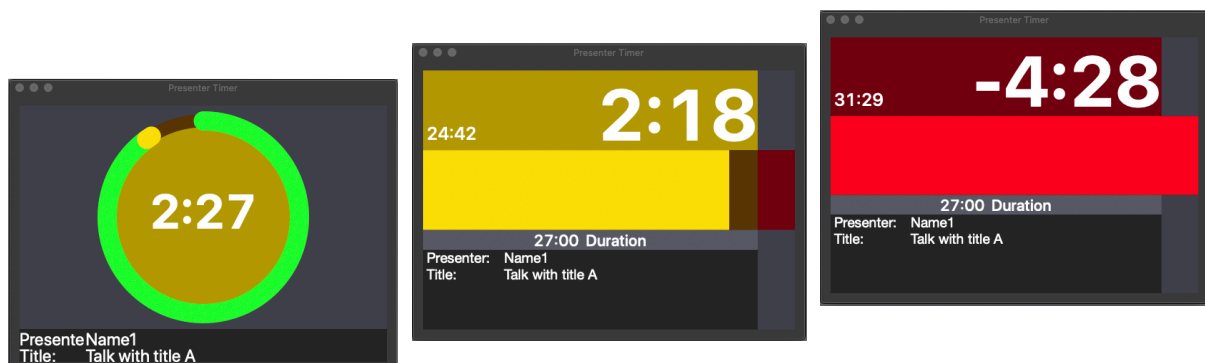 Presenter Timer
2:27
PresenteName1
Title: Talk with title A
Presenter Timer
24:42 2:18
27:00 Duration
Presenter: Name1
Title: Talk with title A
Presenter Timer
31:29 -4:28
27:00 Duration
Presenter: Name1
Title: Talk with title A